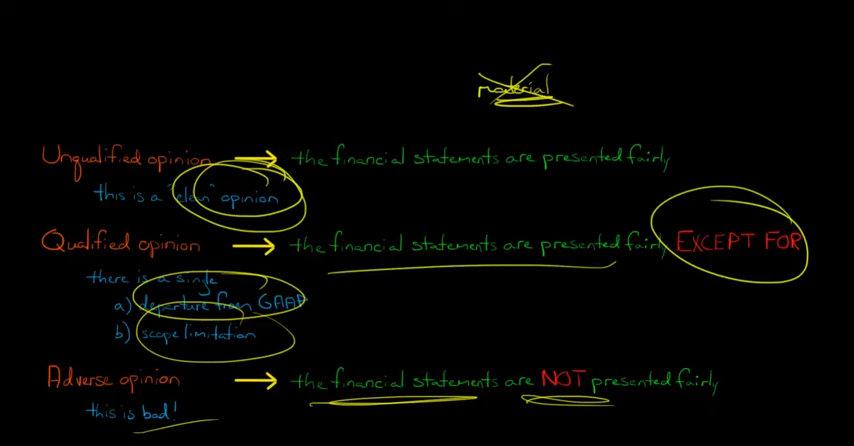 material
Unqualified opinion → the financial statements are presented fairly
this is a "clean" opinion
Qualified opinion → the financial statements are presented fairly EXCEPT FOR
there is a single
a) departure from GAAP
b) scope limitation
Adverse opinion → the financial statements are NOT presented fairly
this is bad!